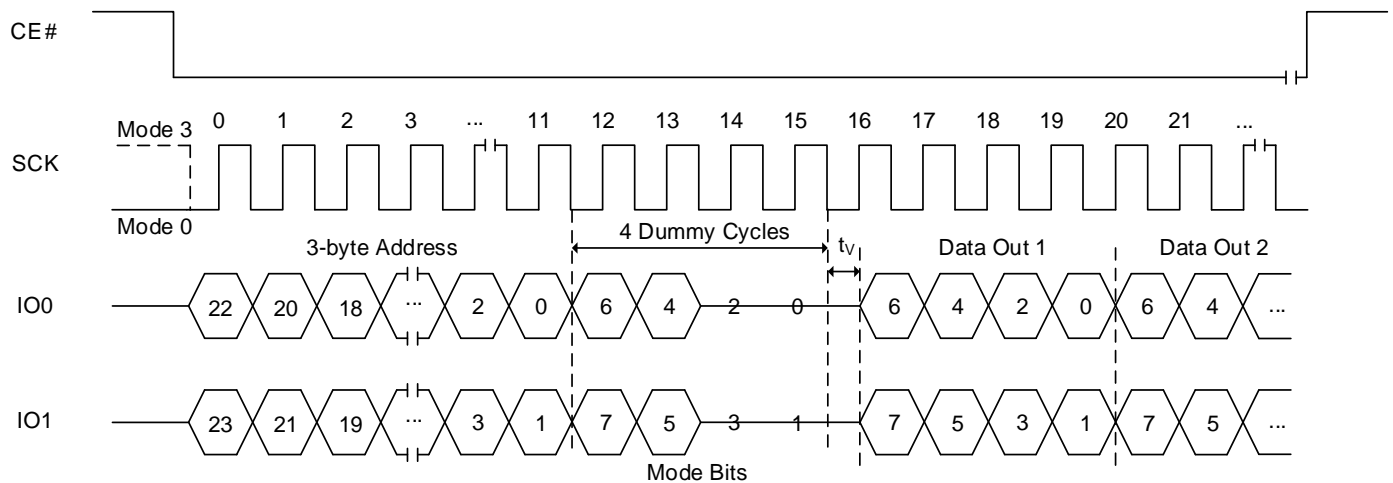 CE#
Mode 3
0 1 2 3 ... 11 12 13 14 15 16 17 18 19 20 21 ...
SCK
Mode 0
3-byte Address
4 Dummy Cycles
tV
Data Out 1
Data Out 2
IO0
22 20 18 ... 2 0 6 4 2 0 6 4 2 0 6 4 ...
IO1
23 21 19 ... 3 1 7 5 3 1 7 5 3 1 7 5 ...
Mode Bits